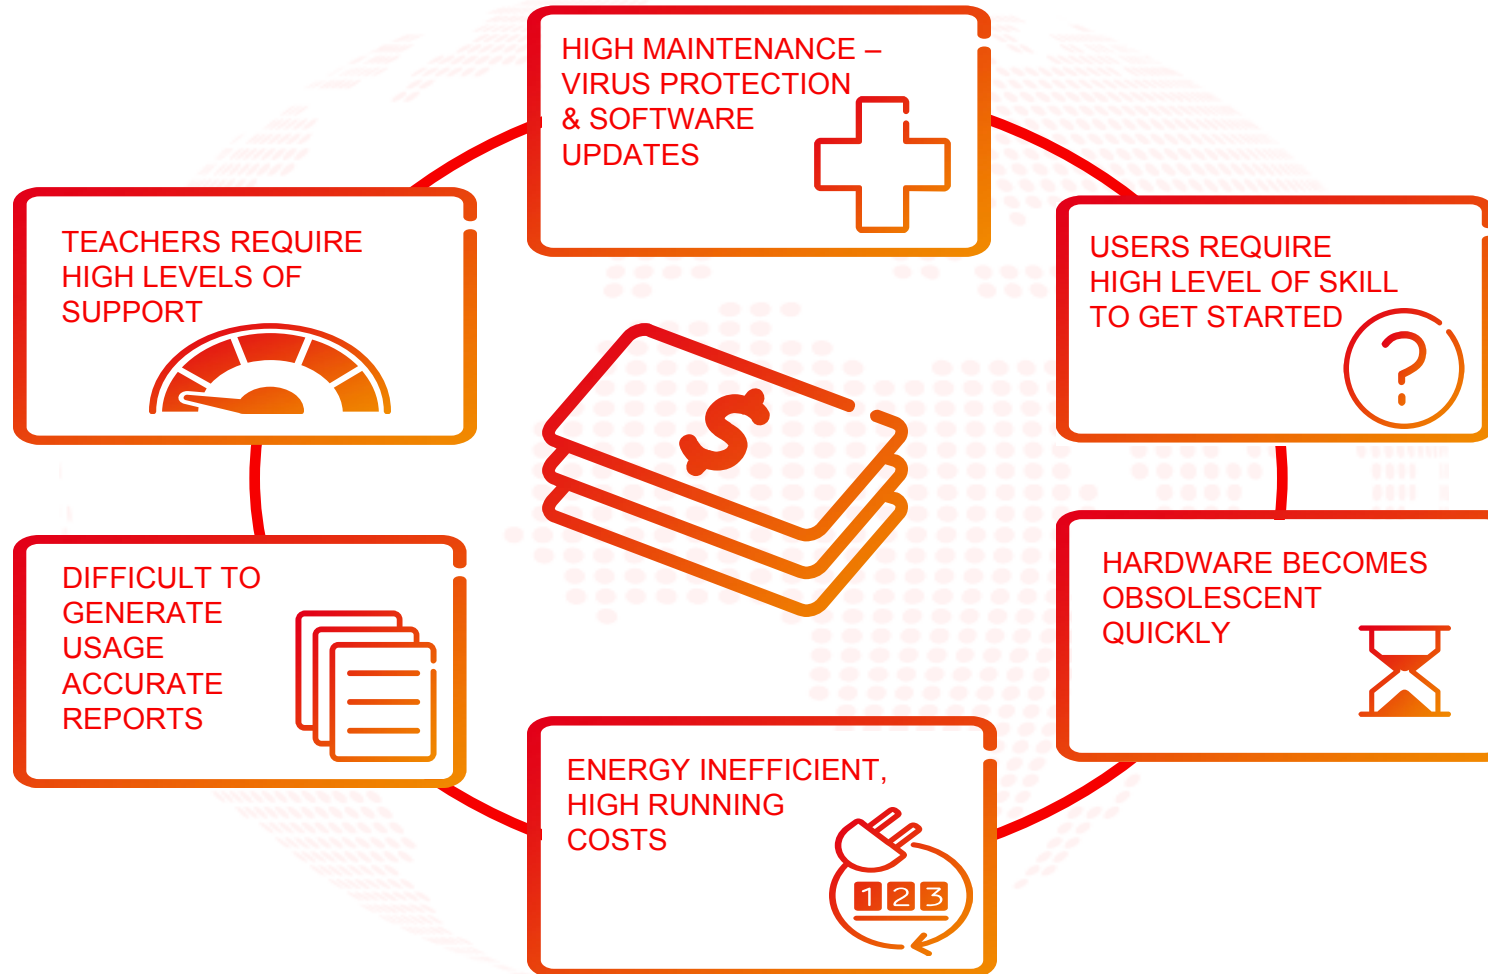 HIGH MAINTENANCE –
VIRUS PROTECTION
& SOFTWARE
UPDATES
TEACHERS REQUIRE
HIGH LEVELS OF
SUPPORT
USERS REQUIRE
HIGH LEVEL OF SKILL
TO GET STARTED
$
?
DIFFICULT TO
GENERATE
USAGE
ACCURATE
REPORTS
HARDWARE BECOMES
OBSOLESCENT
QUICKLY
ENERGY INEFFICIENT,
HIGH RUNNING
COSTS
123